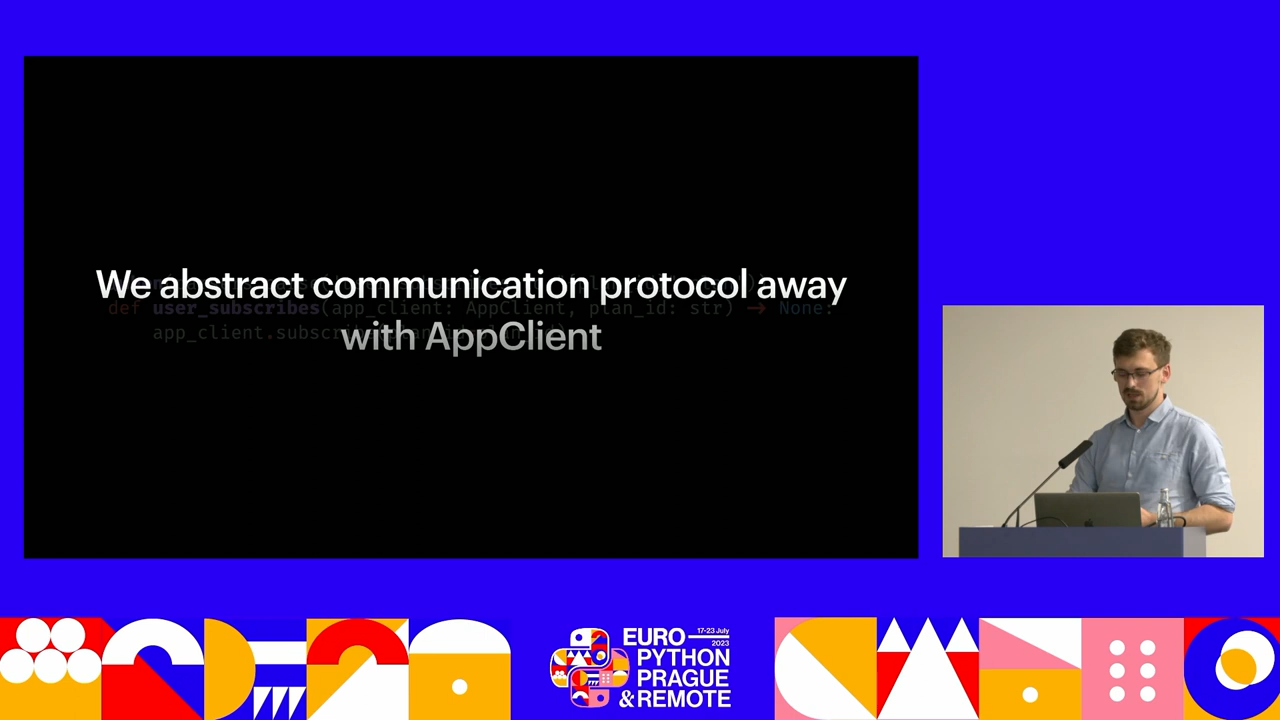 We abstract communication protocol away
def user_subscribes(app_client: AppClient, plan_id: str) → None:
with AppClient
17-23 July
2023
EURO
PYTHON
PRAGUE
& REMOTE